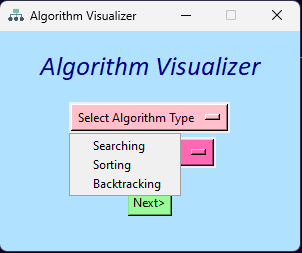 Algorithm Visualizer
Algorithm Visualizer
Select Algorithm Type
Searching
Sorting
Backtracking
Next>